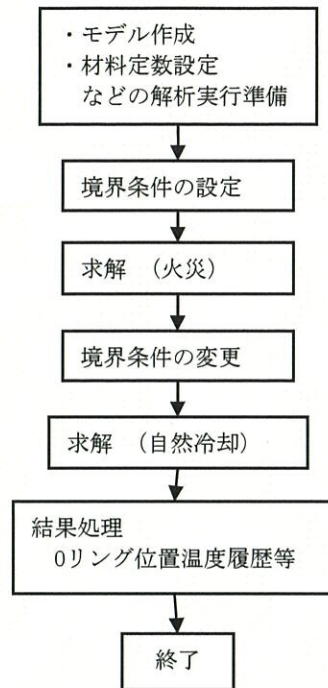 ・モデル作成
・材料定数設定
などの解析実行準備
境界条件の設定
求解 （火災）
境界条件の変更
求解 （自然冷却）
結果処理
0リング位置温度履歴等
終了